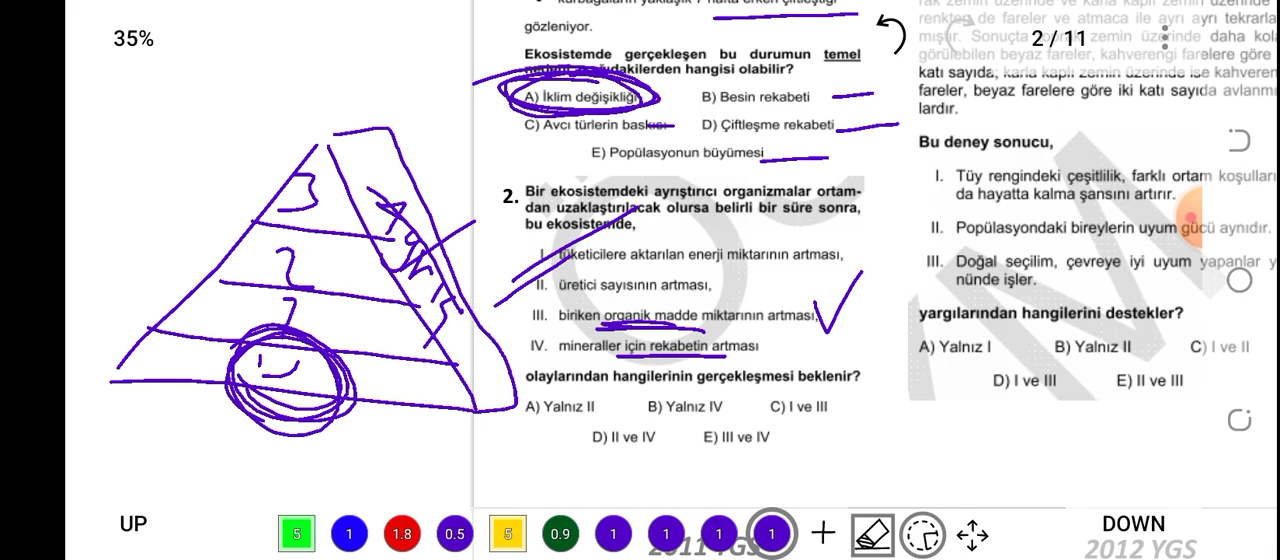 35%
gözleniyor.
Ekosistemde gerçekleşen bu durumun temel
hangisi olabilir?
A) İklim değişikliği
B) Besin rekabeti
C) Avcı türlerin baskısı
D) Çiftleşme rekabeti
E) Popülasyonun büyümesi
2. Bir ekosistemdeki ayrıştırıcı organizmalar ortam-
dan uzaklaştırılacak olursa belirli bir süre sonra,
bu ekosistemde,
I. tüketicilere aktarılan enerji miktarının artması,
II. üretici sayısının artması,
III. biriken organik madde miktarının artması,
IV. mineraller için rekabetin artması
olaylarından hangilerinin gerçekleşmesi beklenir?
A) Yalnız II
B) Yalnız IV
C) I ve III
D) II ve IV
E) III ve IV
3
2
1
AYRIŞ
2 / 11
de fareler ve atmaca ile ayrı ayrı
mıştır. Sonuçta zemin üzerinde daha
görülebilen beyaz fareler, kahverengi farelere göre
katı sayıda; karla kaplı zemin üzerinde ise
fareler, beyaz farelere göre iki katı sayıda
lardır.
Bu deney sonucu,
I. Tüy rengindeki çeşitlilik, farklı ortam
da hayatta kalma şansını artırır.
II. Popülasyondaki bireylerin uyum gücü aynıdır.
III. Doğal seçilim, çevreye iyi uyum yapanlar
nünde işler.
yargılarından hangilerini destekler?
A) Yalnız I
B) Yalnız II
C) I ve II
D) I ve III
E) II ve III
UP
5
1
1.8
0.5
5
0.9
1
1
1
1
DOWN
2011 YGS
2012 YGS